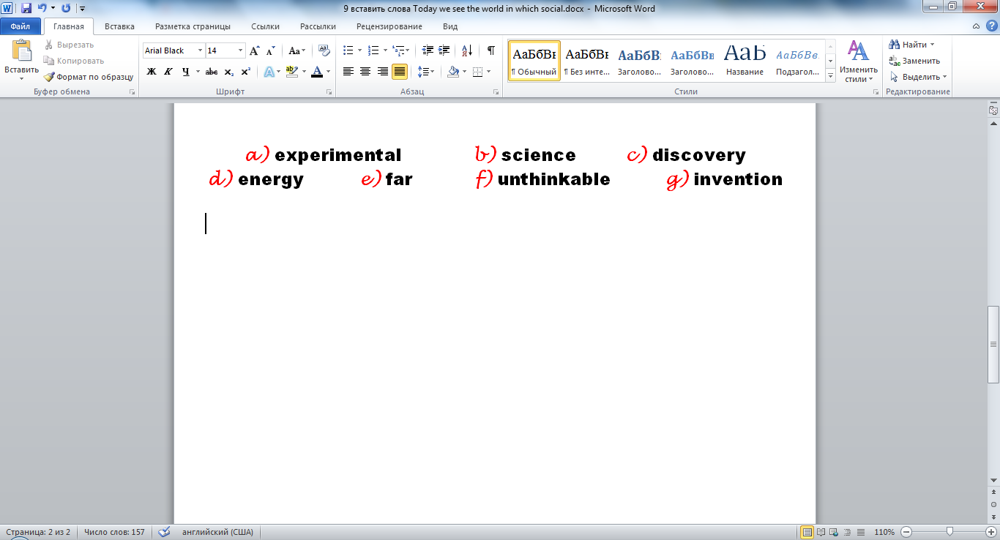 9 вставить слова Today we see the world in which social.docx - Microsoft Word
Файл Главная Вставка Разметка страницы Ссылки Рассылки Рецензирование Вид
Вставить
Вырезать
Копировать
Формат по образцу
Буфер обмена
Arial Black 14
Ж К Ч abc x₂ x²
Шрифт
Абзац
АаБбВв АаБбВв АаБбВ АаБбВв АаБ АаБбВв
¶ Обычный ¶ Без инте... Заголово... Заголово... Название Подзагол...
Стили
Изменить стили
Найти
Заменить
Выделить
Редактирование
a) experimental b) science c) discovery
d) energy e) far f) unthinkable g) invention
Страница: 2 из 2 Число слов: 157 английский (США) 110%